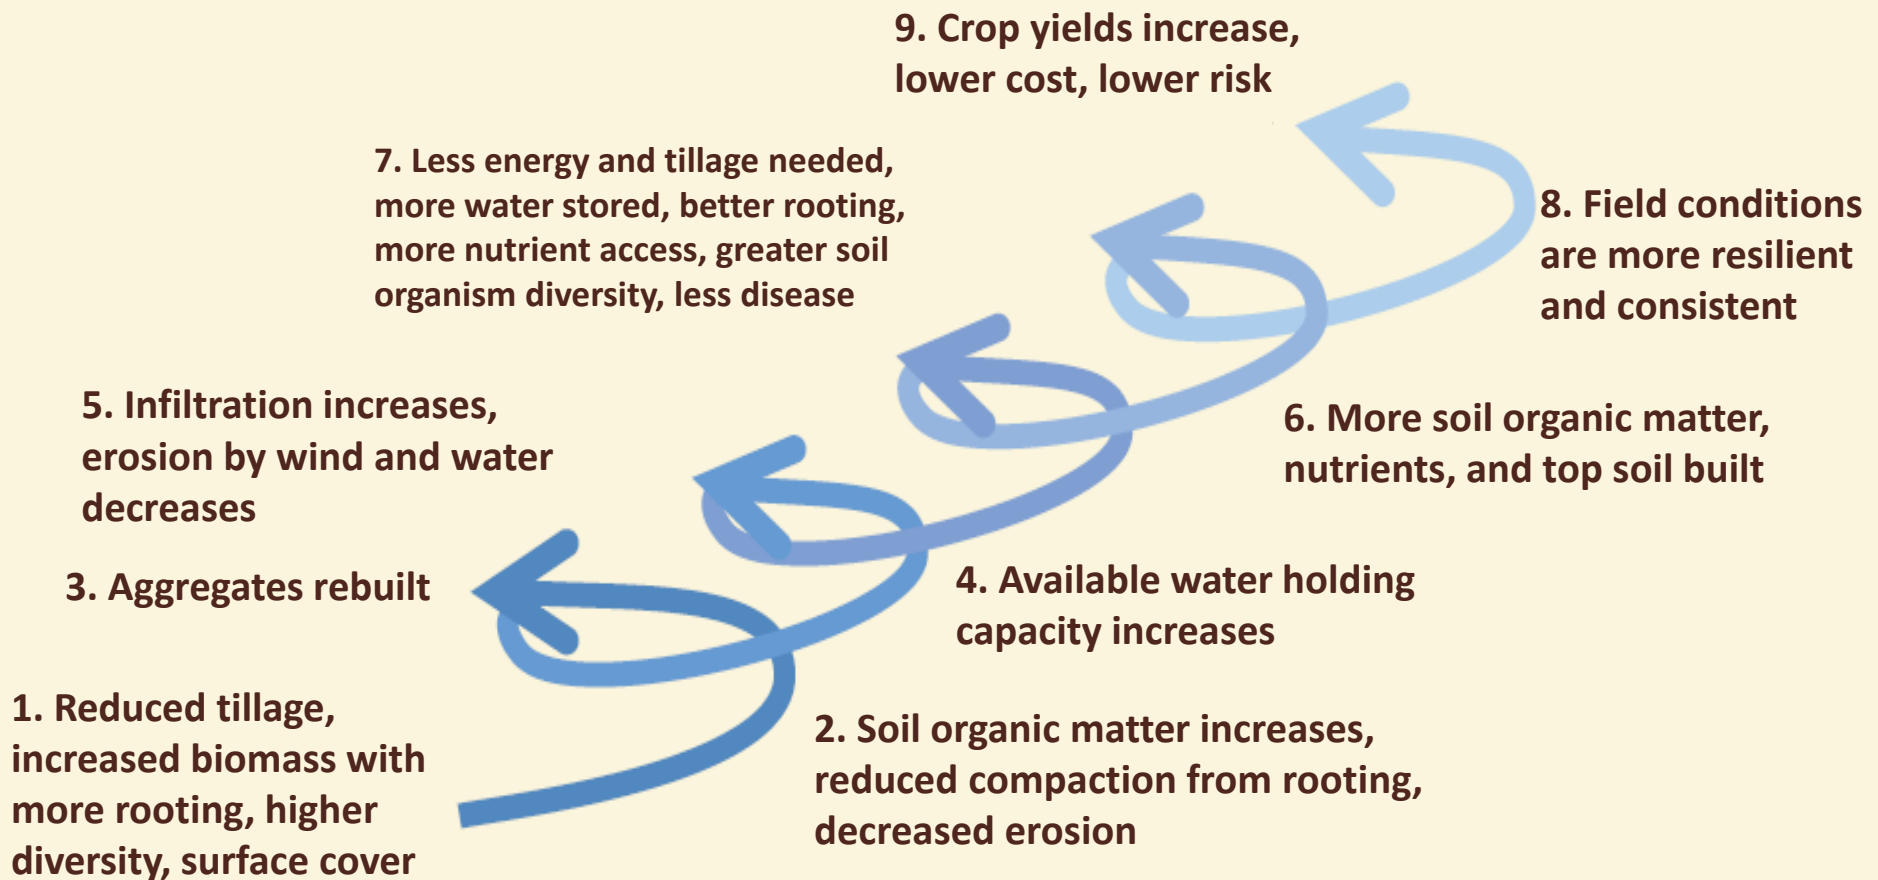 9. Crop yields increase,
lower cost, lower risk
7. Less energy and tillage needed,
more water stored, better rooting,
more nutrient access, greater soil
organism diversity, less disease
8. Field conditions
are more resilient
and consistent
5. Infiltration increases,
erosion by wind and water
decreases
6. More soil organic matter,
nutrients, and top soil built
3. Aggregates rebuilt
4. Available water holding
capacity increases
1. Reduced tillage,
increased biomass with
more rooting, higher
diversity, surface cover
2. Soil organic matter increases,
reduced compaction from rooting,
decreased erosion